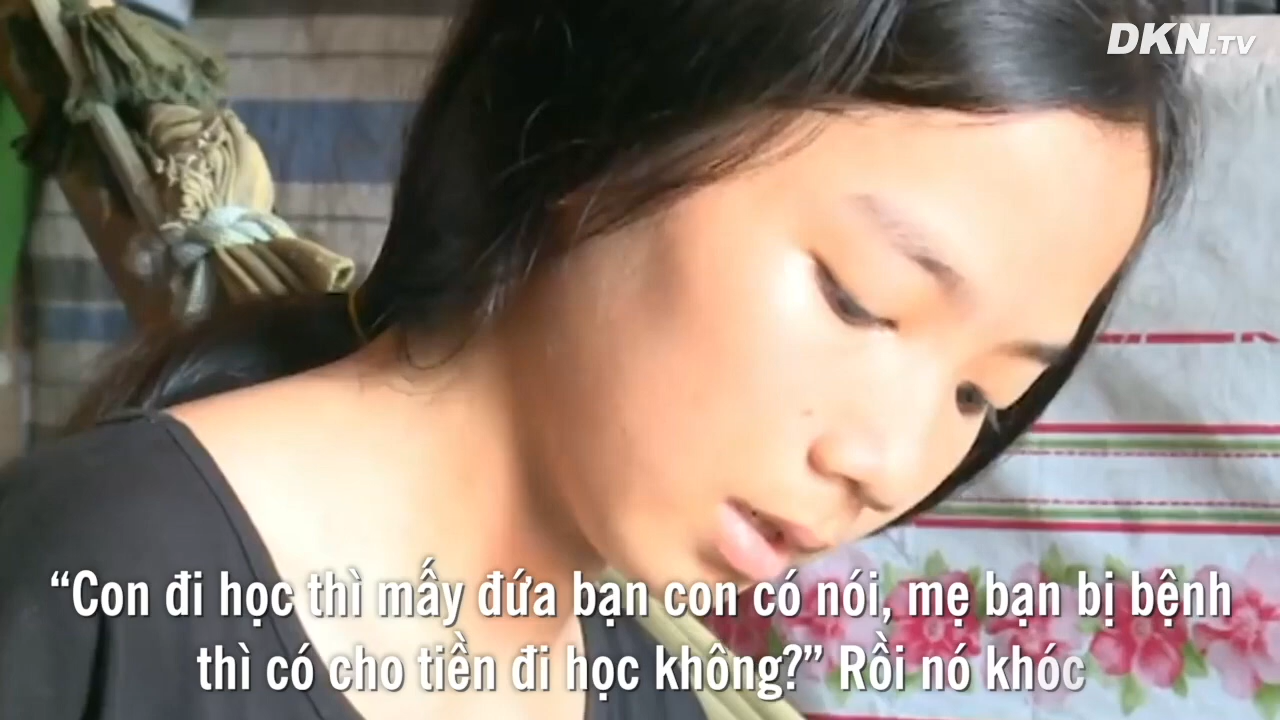 DKN.TV
“Con đi học thì mấy đứa bạn con có nói, mẹ bạn bị bệnh
thì có cho tiền đi học không?” Rồi nó khóc